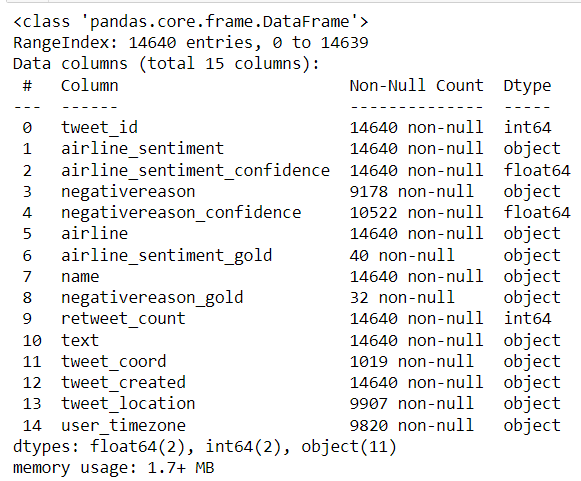 <class 'pandas.core.frame.DataFrame'>
RangeIndex: 14640 entries, 0 to 14639
Data columns (total 15 columns):
 #   Column                        Non-Null Count  Dtype
---  ------                        --------------  -----
 0   tweet_id                      14640 non-null  int64
 1   airline_sentiment             14640 non-null  object
 2   airline_sentiment_confidence  14640 non-null  float64
 3   negativereason                9178 non-null   object
 4   negativereason_confidence     10522 non-null  float64
 5   airline                       14640 non-null  object
 6   airline_sentiment_gold        40 non-null     object
 7   name                          14640 non-null  object
 8   negativereason_gold           32 non-null     object
 9   retweet_count                 14640 non-null  int64
 10  text                          14640 non-null  object
 11  tweet_coord                   1019 non-null   object
 12  tweet_created                 14640 non-null  object
 13  tweet_location                9907 non-null   object
 14  user_timezone                 9820 non-null   object
dtypes: float64(2), int64(2), object(11)
memory usage: 1.7+ MB